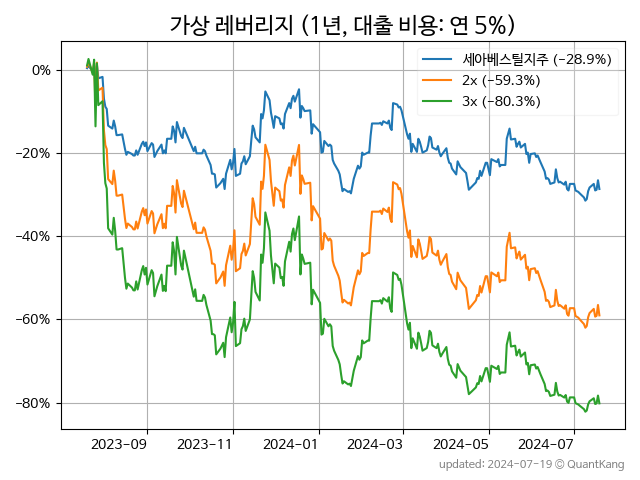 가상 레버리지 (1년, 대출 비용: 연 5%)
세아베스틸지주 (−28.9%)
2x (−59.3%)
3x (−80.3%)
0%
−20%
−40%
−60%
−80%
2023-09 2023-11 2024-01 2024-03 2024-05 2024-07
updated: 2024-07-19 © QuantKang